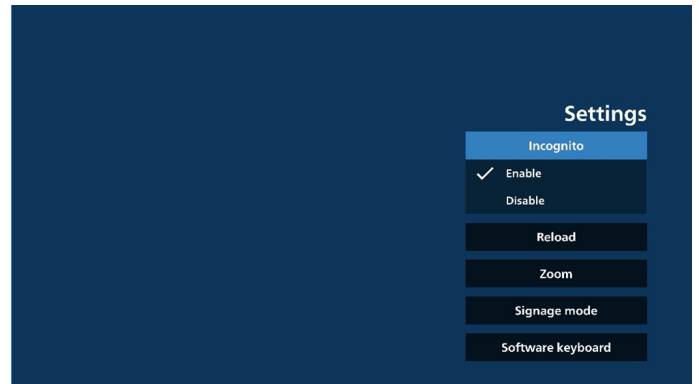 Settings
Incognito
Enable
Disable
Reload
Zoom
Signage mode
Software keyboard